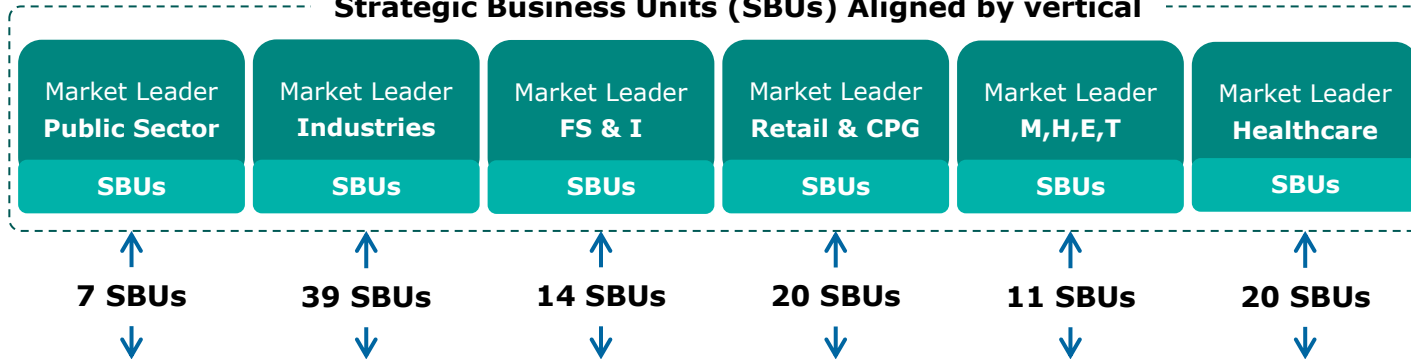 Strategic Business Units (SBUs) Aligned by vertical
Market Leader
Public Sector
SBUs
Market Leader
Industries
SBUs
Market Leader
FS & I
SBUs
Market Leader
Retail & CPG
SBUs
Market Leader
M,H,E,T
SBUs
Market Leader
Healthcare
SBUs
7 SBUs
39 SBUs
14 SBUs
20 SBUs
11 SBUs
20 SBUs